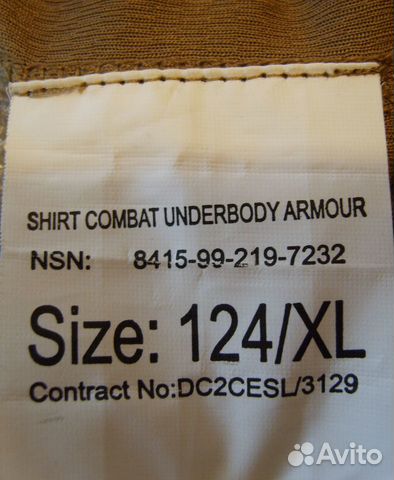 SHIRT COMBAT UNDERBODY ARMOUR
NSN: 8415-99-219-7232
Size: 124/XL
Contract No:DC2CESL/3129
Avito